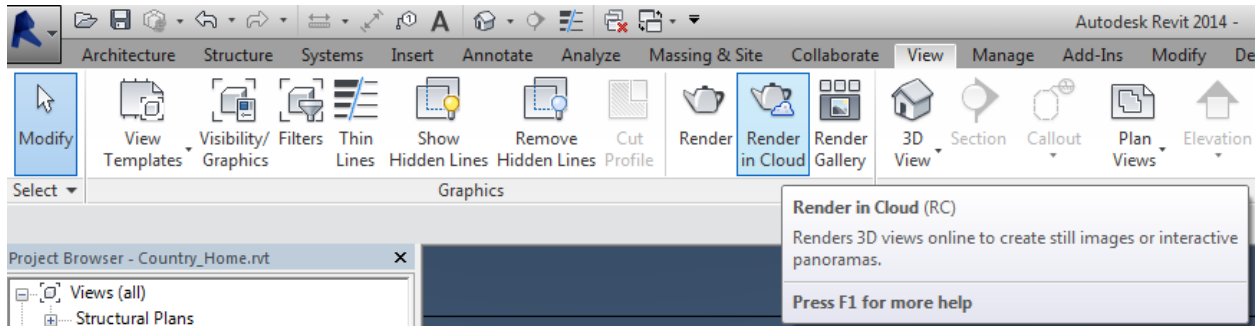 Autodesk Revit 2014 -
Architecture Structure Systems Insert Annotate Analyze Massing & Site Collaborate View Manage Add-Ins Modify De
Modify View Visibility/ Filters Thin Show Remove Cut Render Render Render 3D Section Callout Plan Elevation
Templates Graphics Lines Hidden Lines Hidden Lines Profile in Cloud Gallery View Views
Select Graphics
Render in Cloud (RC)
Renders 3D views online to create still images or interactive
panoramas.
Press F1 for more help
Project Browser - Country_Home.rvt
Views (all)
Structural Plans